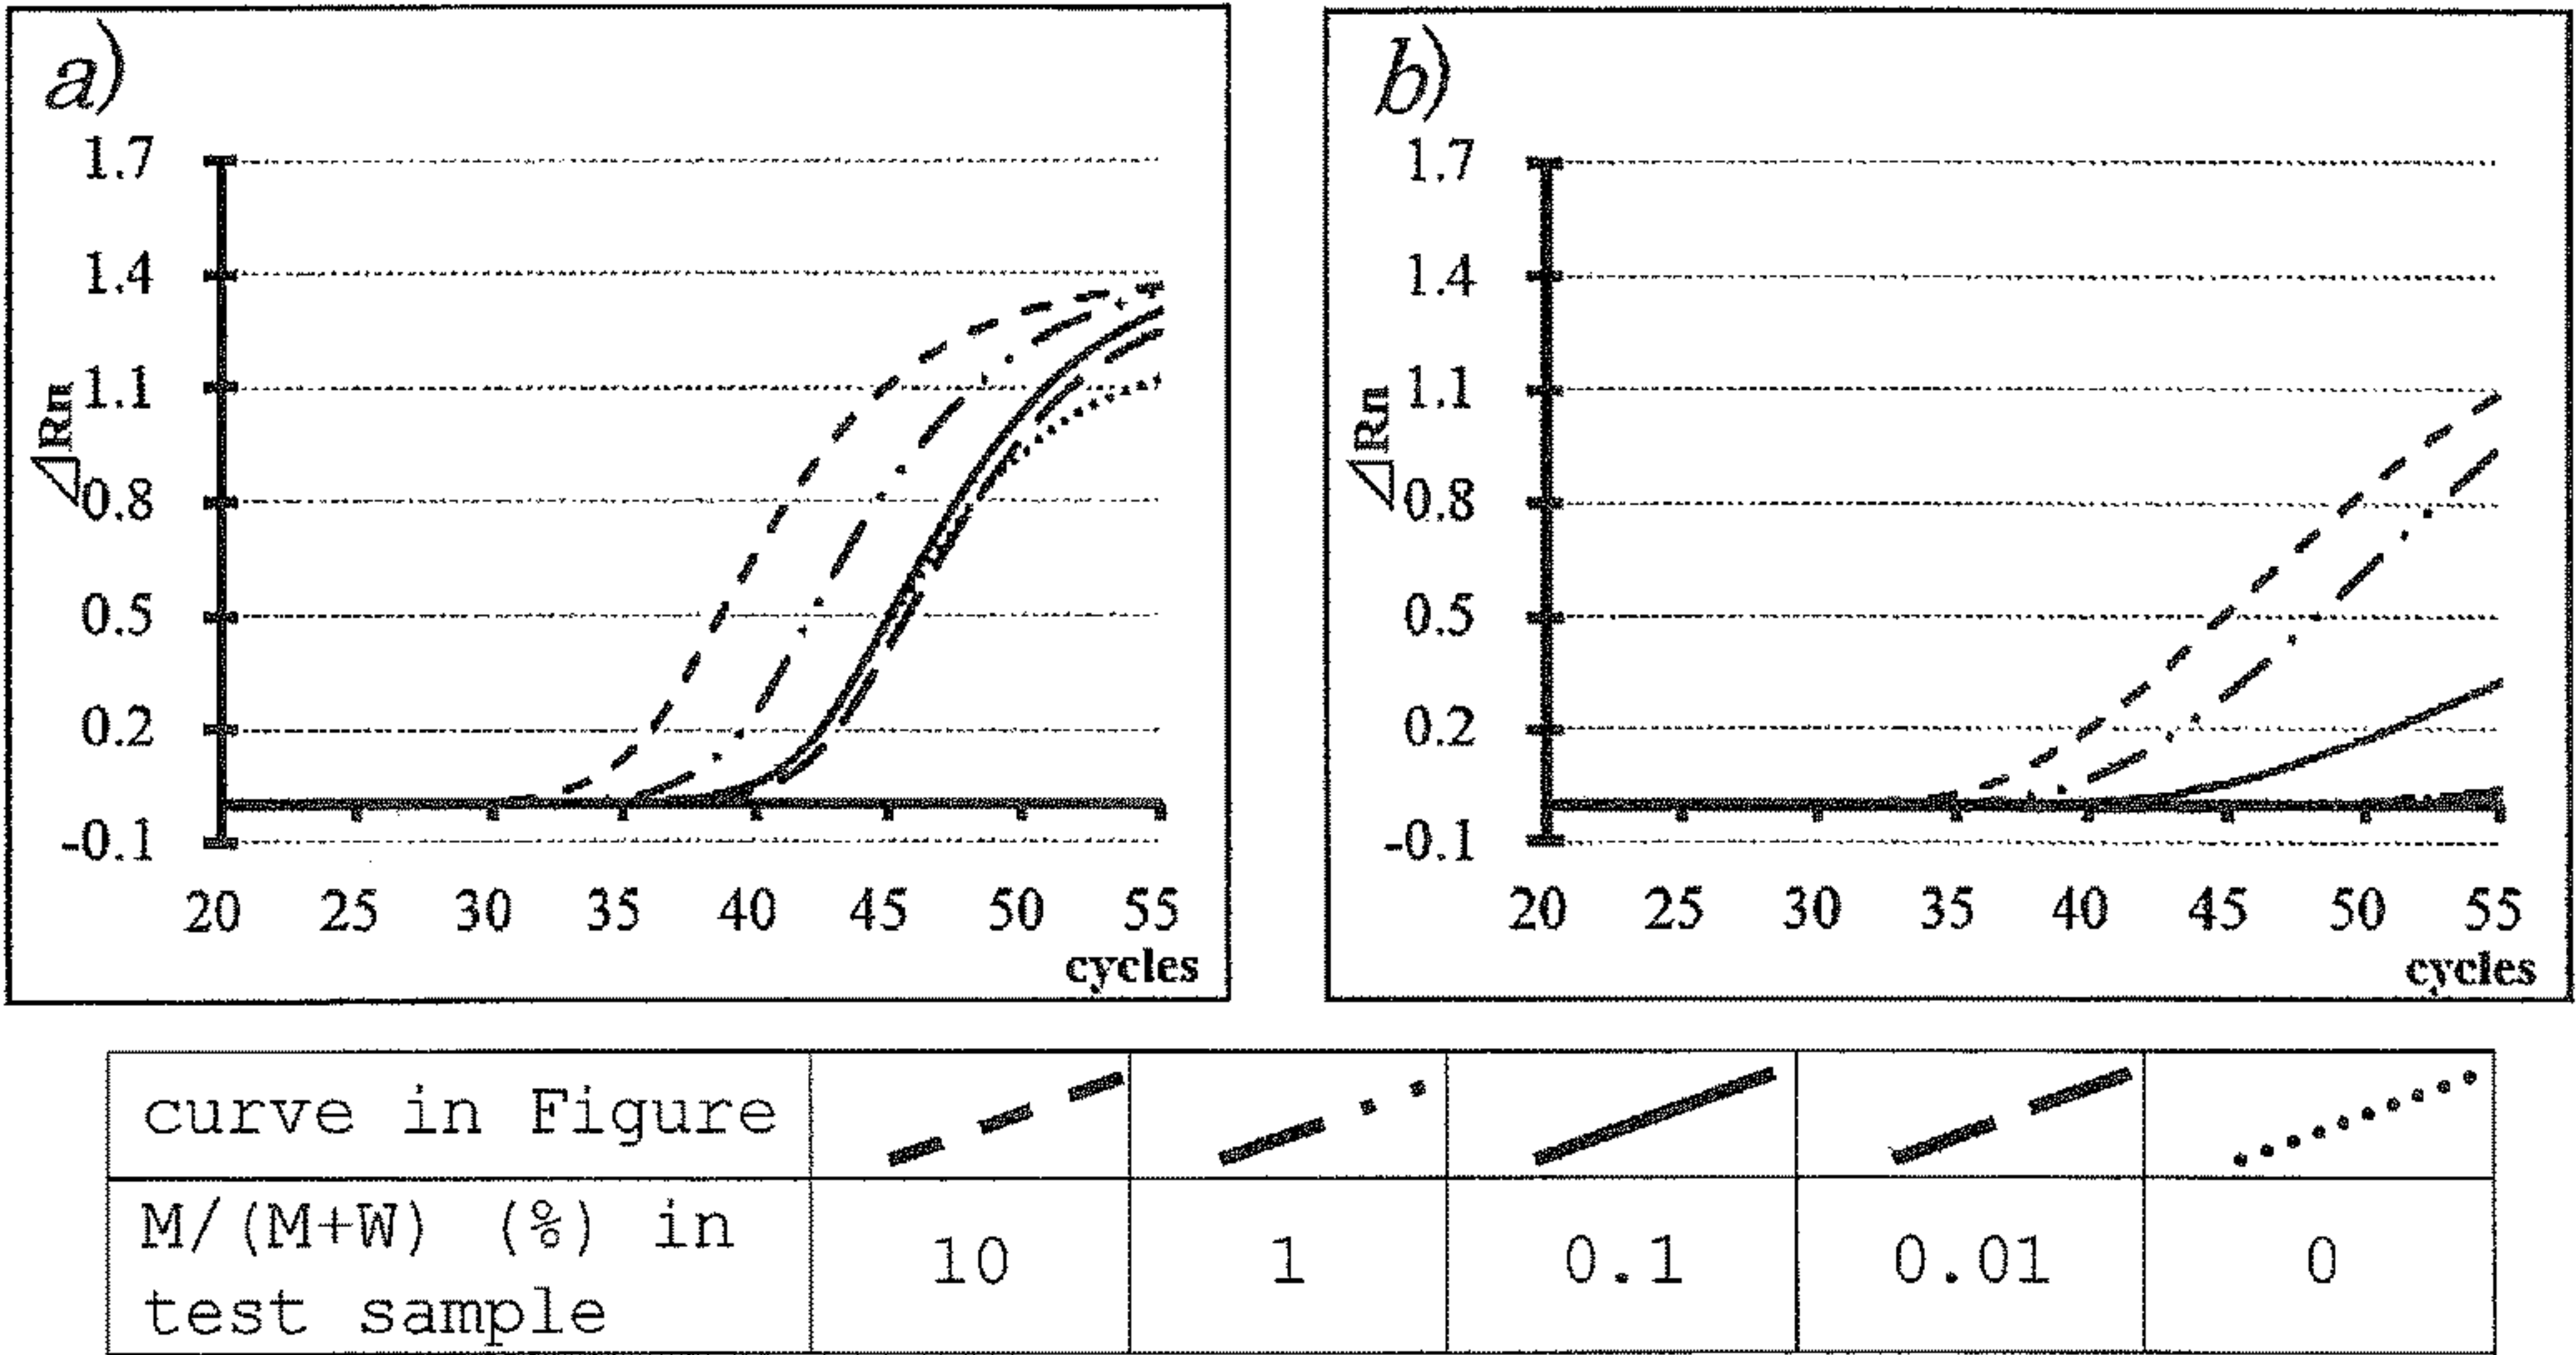 a)
1.7
1.4
1.1
0.8
0.5
0.2
-0.1
ΔRn
20 25 30 35 40 45 50 55
cycles
b)
1.7
1.4
1.1
0.8
0.5
0.2
-0.1
ΔRn
20 25 30 35 40 45 50 55
cycles
curve in Figure
M/(M+W) (%) in
test sample
10 1 0.1 0.01 0